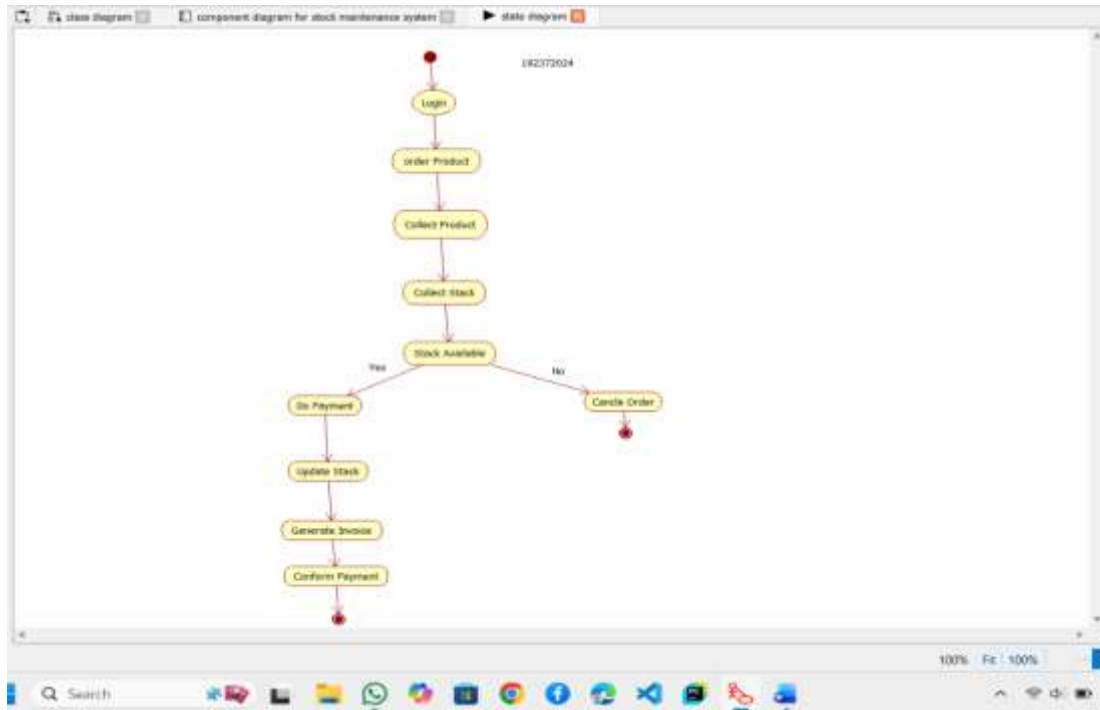 class diagram
component diagram for stock maintenance system
state diagram
192372024
Login
order Product
Collect Product
Collect Stack
Stack Available
Yes
No
Do Payment
Cancle Order
Update Stack
Generate Invoice
Conform Payment
100% Fit 100%
Search